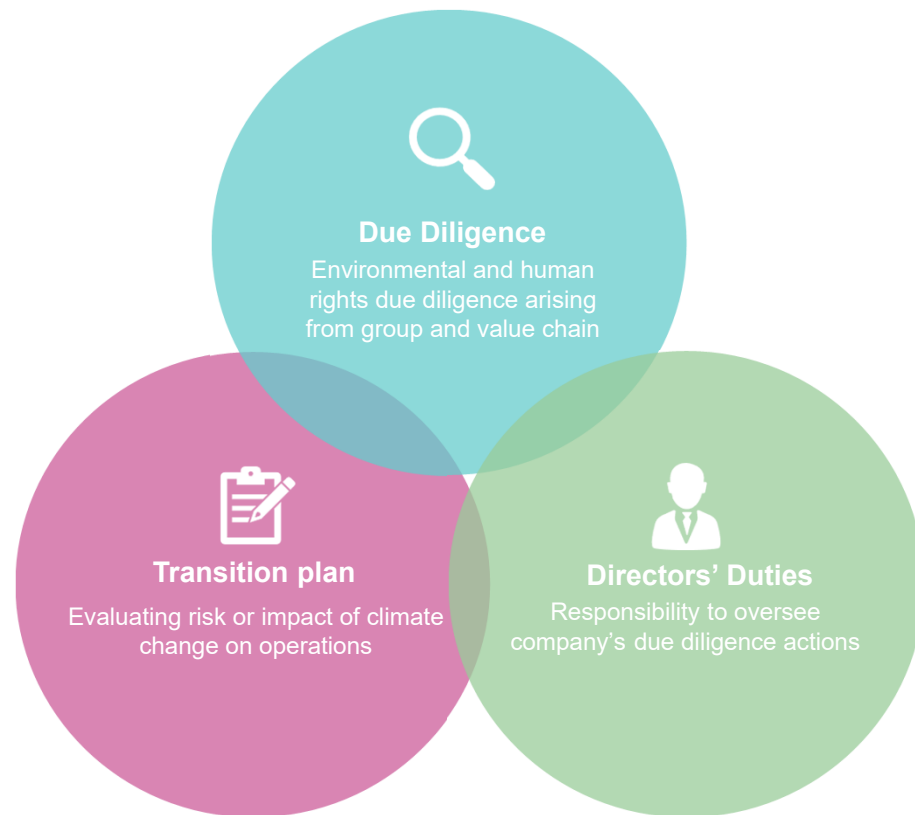 Due Diligence
Environmental and human
rights due diligence arising
from group and value chain
Transition plan
Evaluating risk or impact of climate
change on operations
Directors’ Duties
Responsibility to oversee
company’s due diligence actions